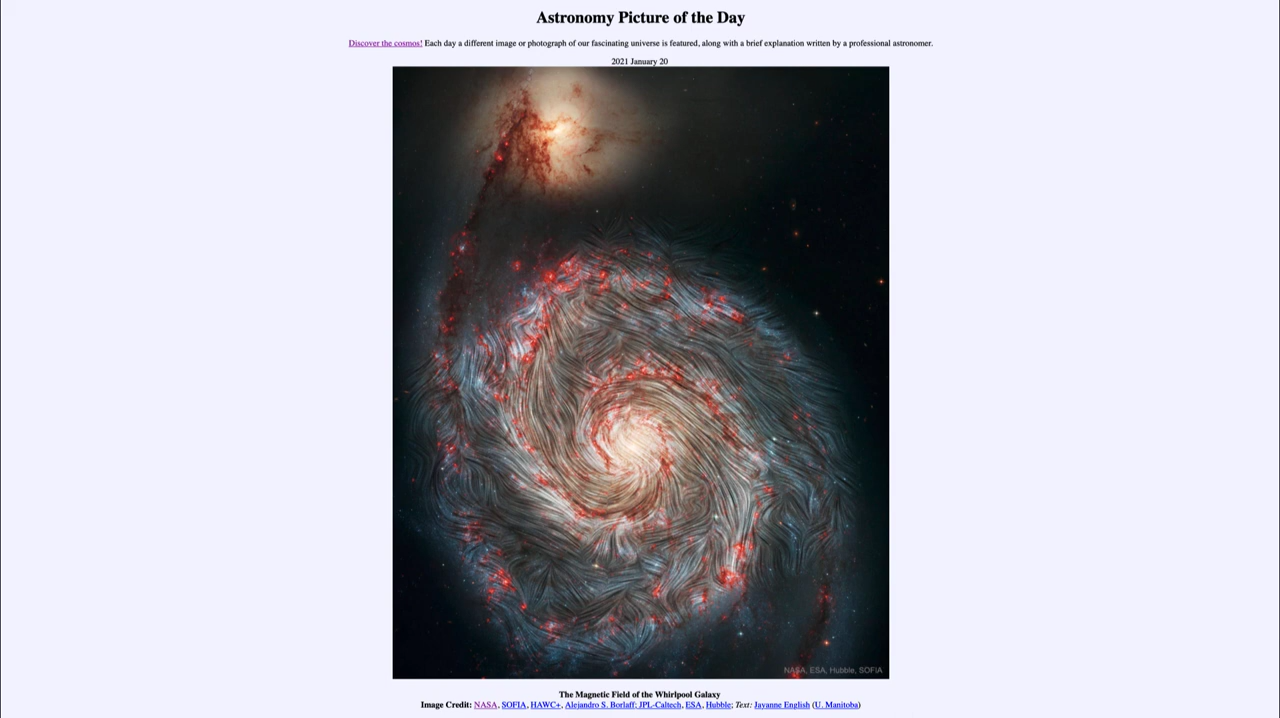 Astronomy Picture of the Day
Discover the cosmos! Each day a different image or photograph of our fascinating universe is featured, along with a brief explanation written by a professional astronomer.
2021 January 20
NASA, ESA, Hubble, SOFIA
The Magnetic Field of the Whirlpool Galaxy
Image Credit: NASA, SOFIA, HAWC+, Alejandro S. Borlaff; JPL-Caltech, ESA, Hubble; Text: Jayanne English (U. Manitoba)